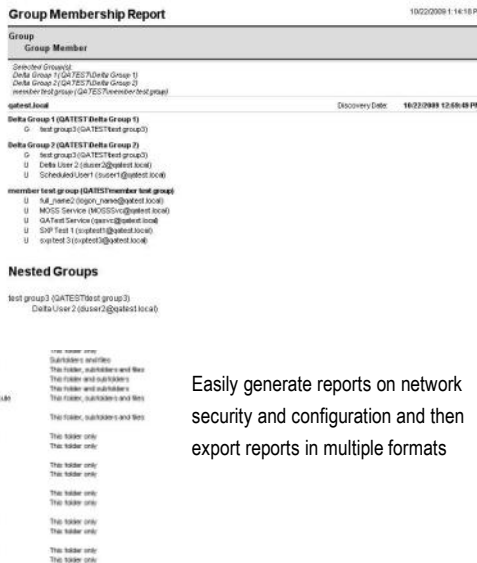 Group Membership Report
10/22/2009 1:14:18 P
Group
Group Member
Selected Group(s):
Delta Group 1 (QATEST\Delta Group 1)
Delta Group 2 (QATEST\Delta Group 2)
member test group (QATEST\member test group)
qatest.local Discovery Date: 10/22/2009 12:59:49 PM
Delta Group 1 (QATEST\Delta Group 1)
G test group3 (QATEST\test group3)
Delta Group 2 (QATEST\Delta Group 2)
G test group3 (QATEST\test group3)
U Delta User 2 (duser2@qatest.local)
U Scheduled User1 (suser1@qatest.local)
member test group (QATEST\member test group)
U full_name2 (logon_name@qatest.local)
U MOSS Service (MOSSSvc@qatest.local)
U QATest Service (qasvc@qatest.local)
U SXP Test 1 (sxptest1@qatest.local)
U sxptest 3 (sxptest3@qatest.local)
Nested Groups
test group3 (QATEST\test group3)
Delta User 2 (duser2@qatest.local)
This folder only
Subfolders and files
This folder, subfolders and files
This folder and subfolders
This folder and subfolders
This folder, subfolders and files
This folder, subfolders and files
This folder only
This folder only
This folder only
This folder only
This folder only
This folder only
This folder only
This folder only
This folder only
This folder only
Easily generate reports on network
security and configuration and then
export reports in multiple formats